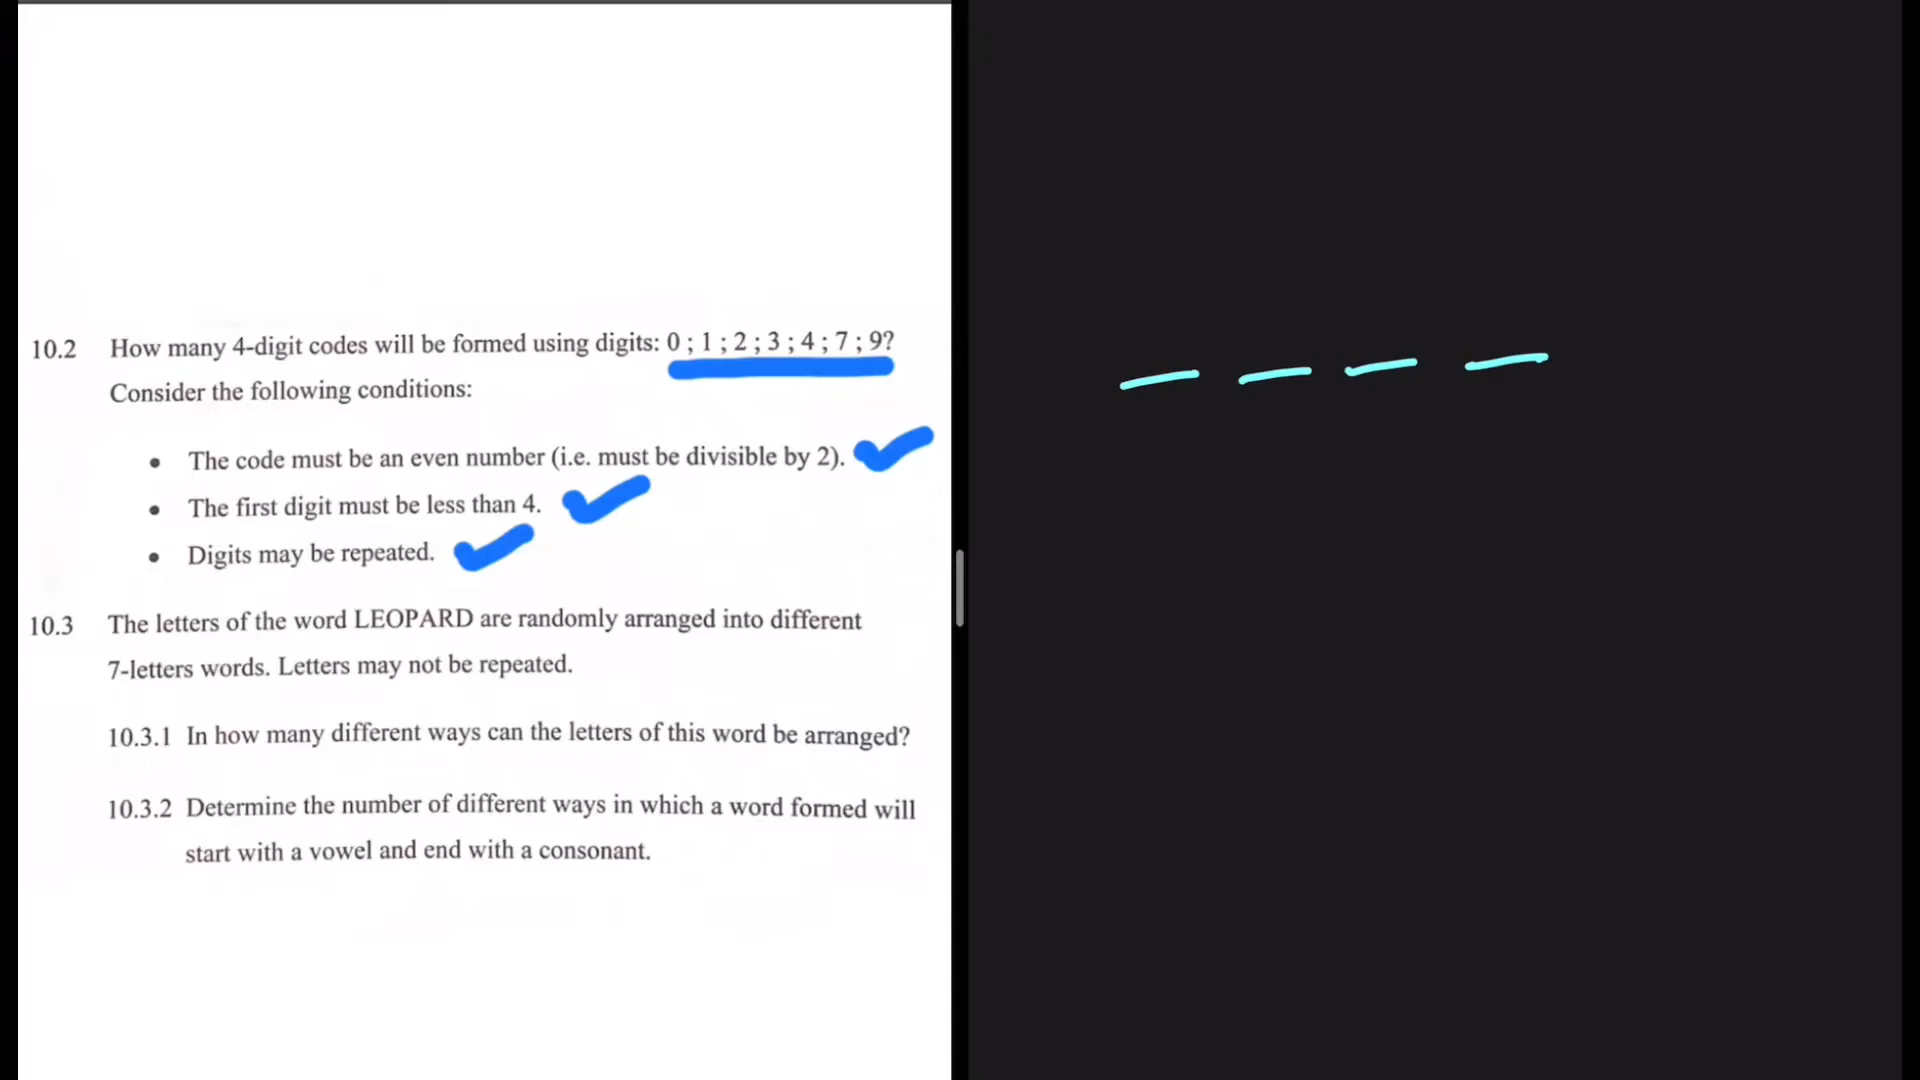 10.2 How many 4-digit codes will be formed using digits: 0 ; 1 ; 2 ; 3 ; 4 ; 7 ; 9?
Consider the following conditions:
• The code must be an even number (i.e. must be divisible by 2).
• The first digit must be less than 4.
• Digits may be repeated.
10.3 The letters of the word LEOPARD are randomly arranged into different
7-letters words. Letters may not be repeated.
10.3.1 In how many different ways can the letters of this word be arranged?
10.3.2 Determine the number of different ways in which a word formed will
start with a vowel and end with a consonant.